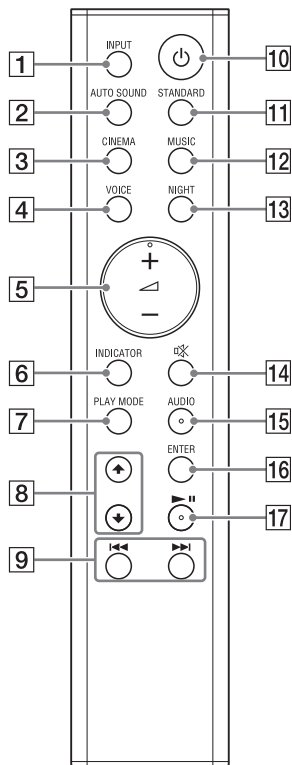 INPUT
1
10
AUTO SOUND STANDARD
2
11
CINEMA MUSIC
3
12
VOICE NIGHT
4
13
+
5
−
INDICATOR
6
14
PLAY MODE AUDIO
7
15
ENTER
8
16
17
9